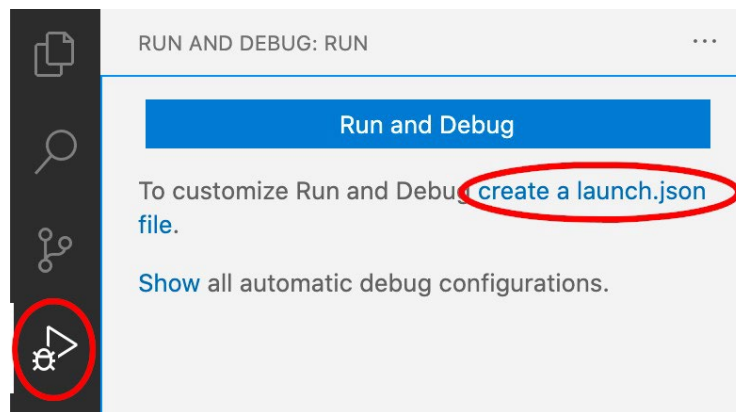 RUN AND DEBUG: RUN
Run and Debug
To customize Run and Debug create a launch.json
file.
Show all automatic debug configurations.